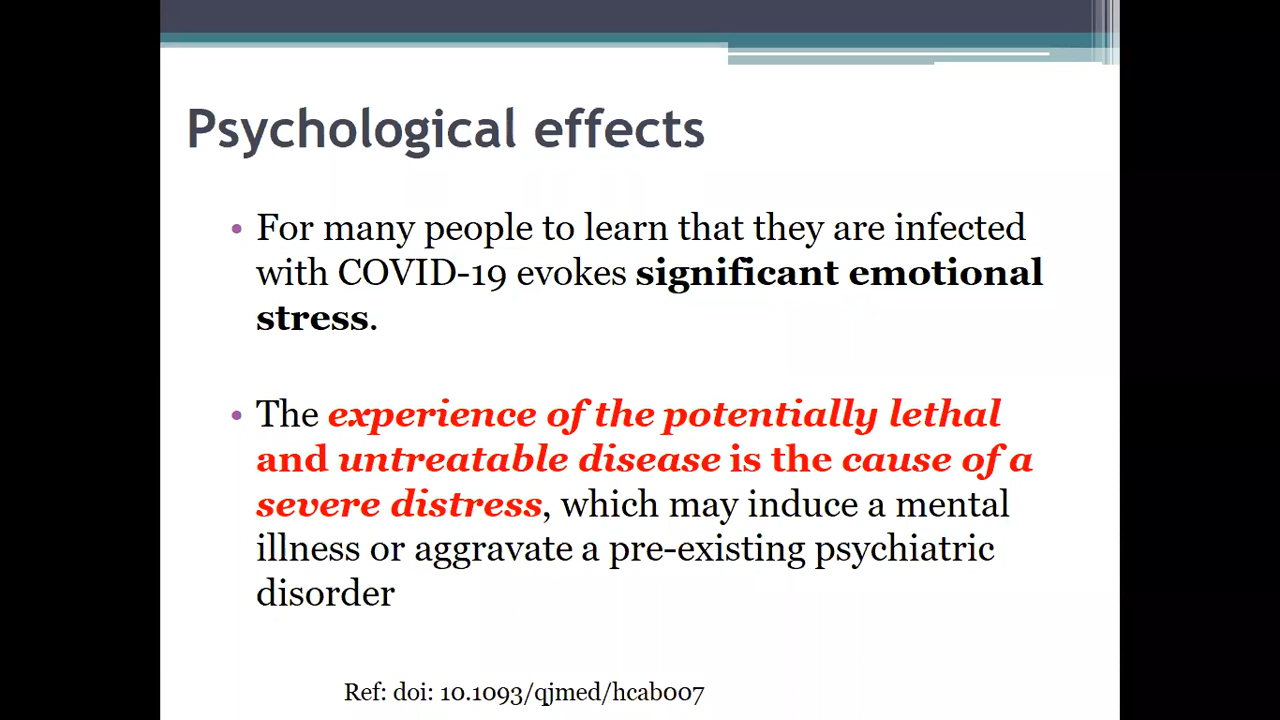 Psychological effects
• For many people to learn that they are infected
with COVID-19 evokes significant emotional
stress.
• The experience of the potentially lethal
and untreatable disease is the cause of a
severe distress, which may induce a mental
illness or aggravate a pre-existing psychiatric
disorder
Ref: doi: 10.1093/qjmed/hcab007